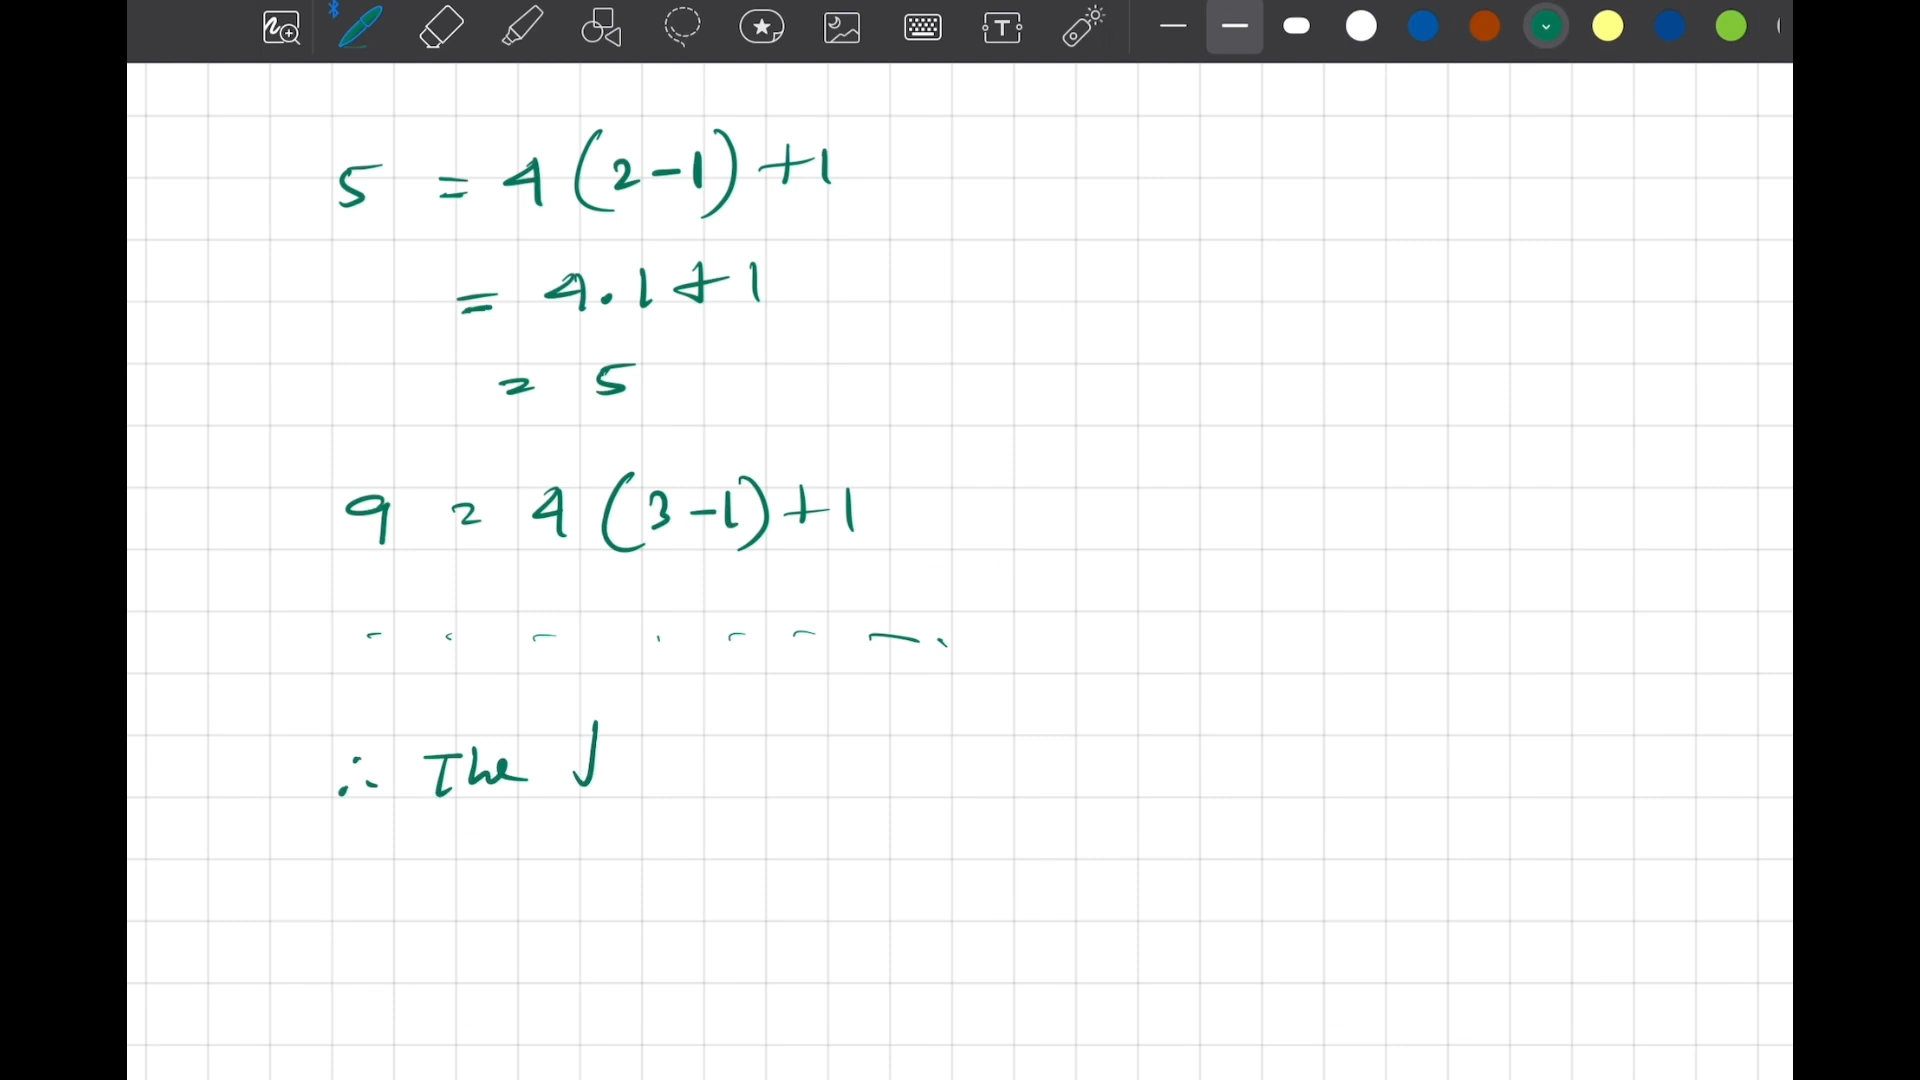 5 = 4 (2-1) +1
= 4.1 + 1
= 5
9 = 4 (3-1) +1
∴ The